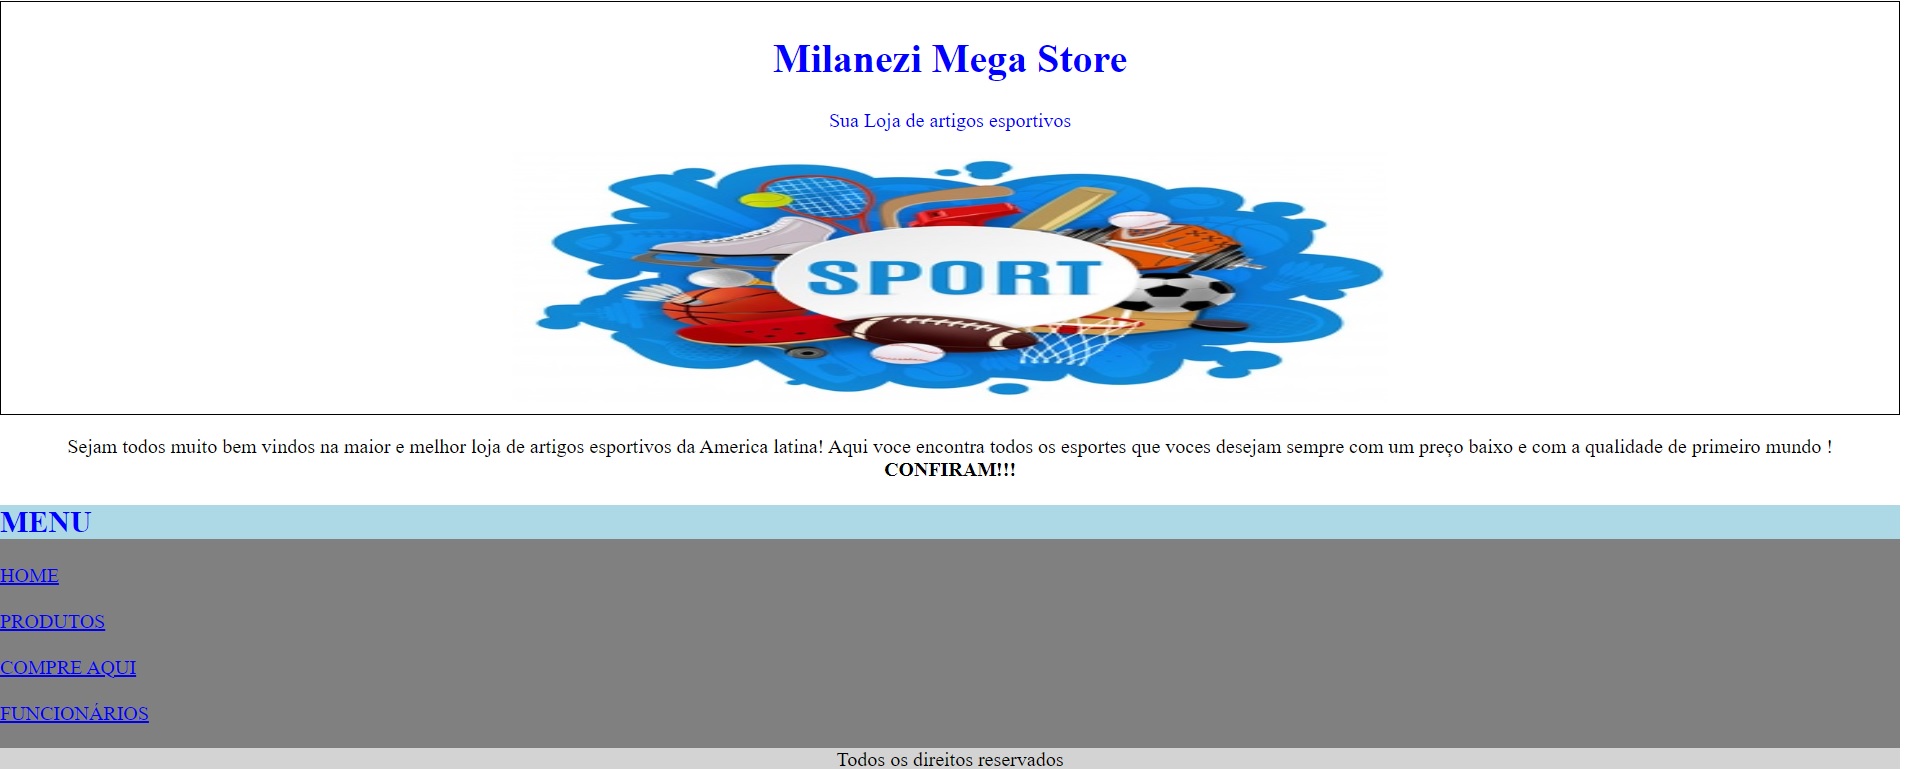 Milanezi Mega Store
Sua Loja de artigos esportivos
SPORT
Sejam todos muito bem vindos na maior e melhor loja de artigos esportivos da America latina! Aqui voce encontra todos os esportes que voces desejam sempre com um preço baixo e com a qualidade de primeiro mundo !
CONFIRAM!!!
MENU
HOME
PRODUTOS
COMPRE AQUI
FUNCIONÁRIOS
Todos os direitos reservados